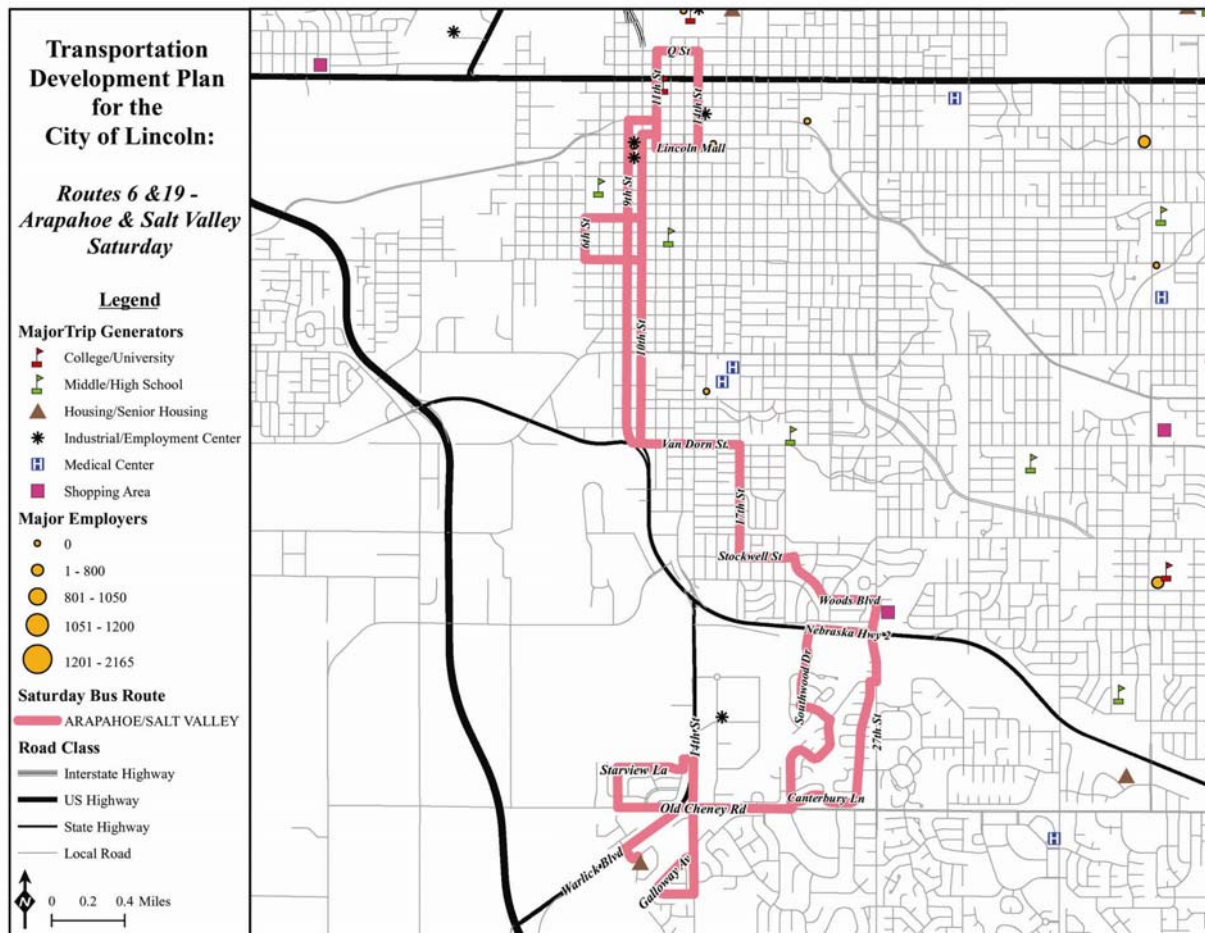 Transportation
Development Plan
for the
City of Lincoln:
Routes 6 &19 -
Arapahoe & Salt Valley
Saturday
Legend
MajorTrip Generators
College/University
Middle/High School
Housing/Senior Housing
Industrial/Employment Center
H Medical Center
Shopping Area
Major Employers
0
1 - 800
801 - 1050
1051 - 1200
1201 - 2165
Saturday Bus Route
ARAPAHOE/SALT VALLEY
Road Class
Interstate Highway
US Highway
State Highway
Local Road
N
0 0.2 0.4 Miles
Q St
11th St
14th St
H
Lincoln Mall
9th St
6th St
H
10th St
H
H
Van Dorn St.
17th St
Stockwell St
Woods Blvd
Nebraska Hwy 2
Southwood Dr.
27th St
14th St
Starview La
Canterbury Ln
Old Cheney Rd
H
Warlick Blvd
Galloway Av